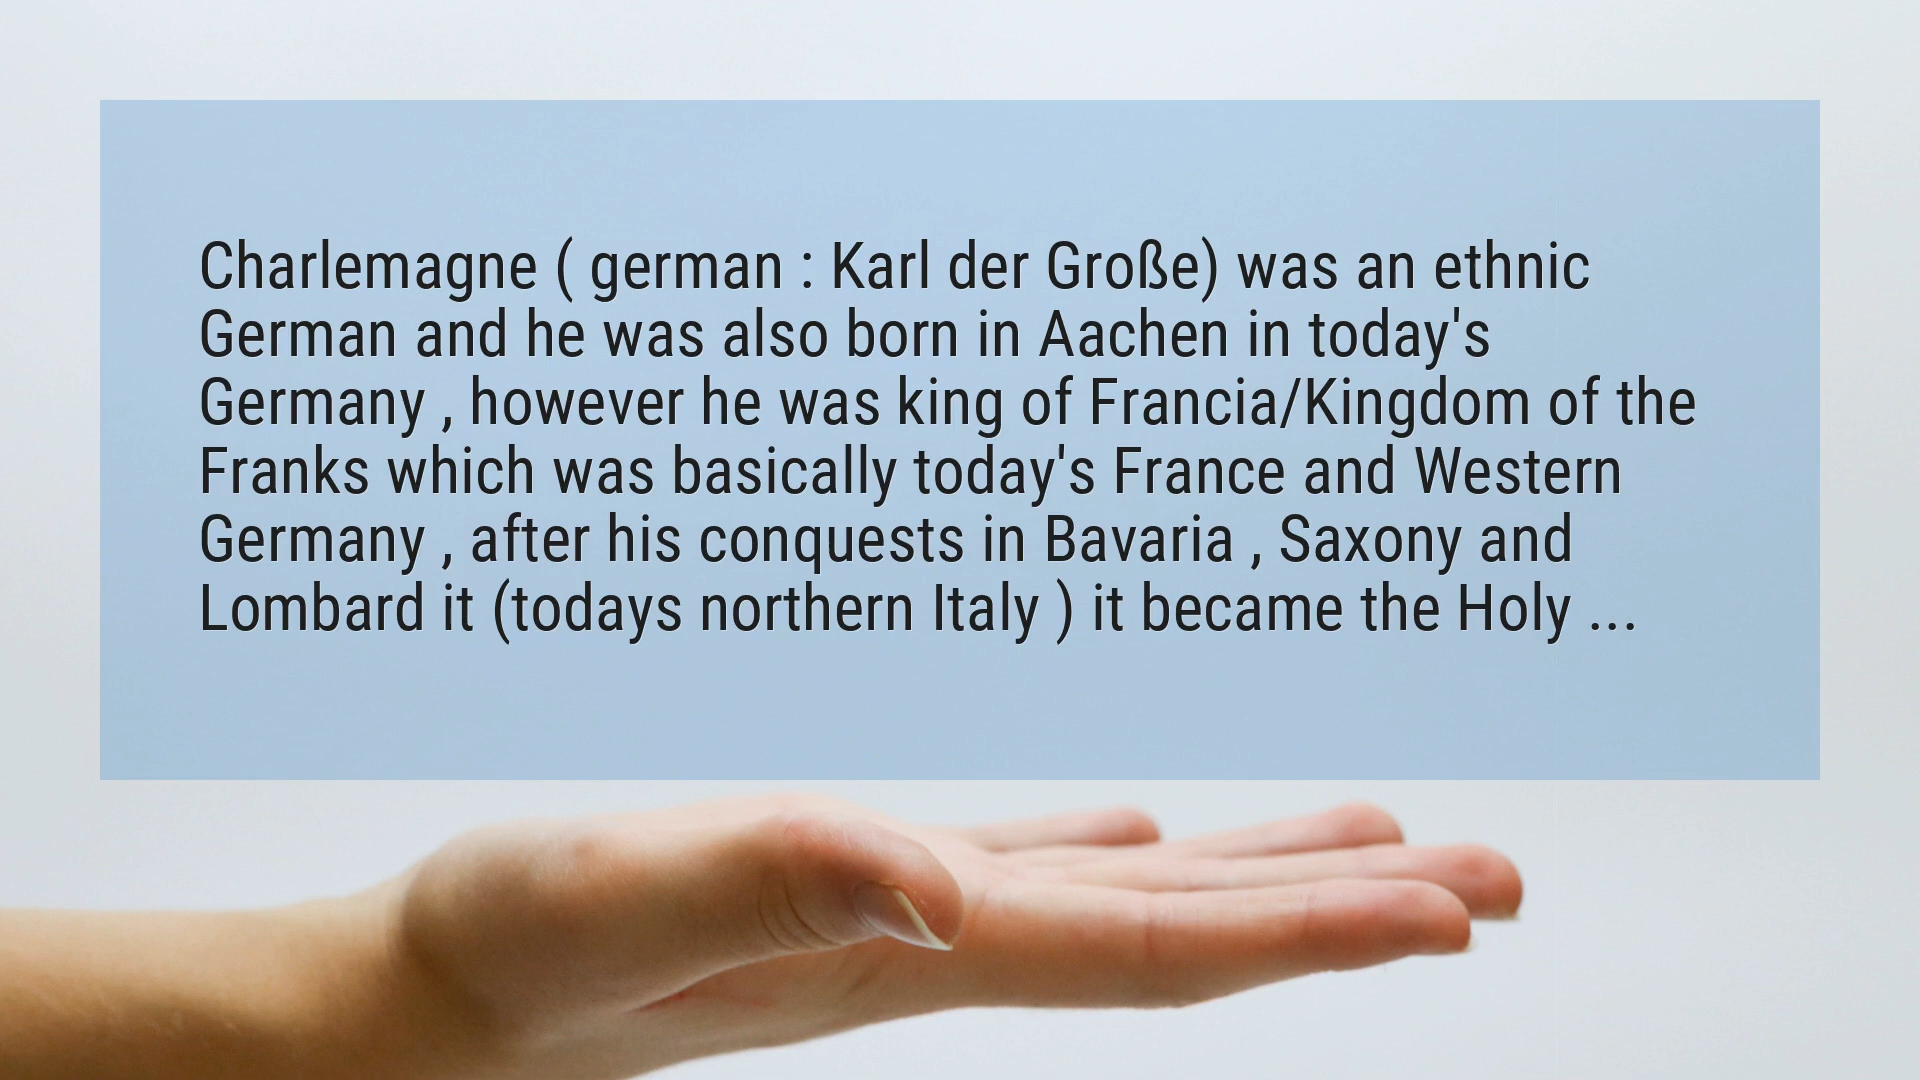 Charlemagne ( german : Karl der Große) was an ethnic
German and he was also born in Aachen in today's
Germany , however he was king of Francia/Kingdom of the
Franks which was basically today's France and Western
Germany , after his conquests in Bavaria , Saxony and
Lombard it (todays northern Italy ) it became the Holy ...